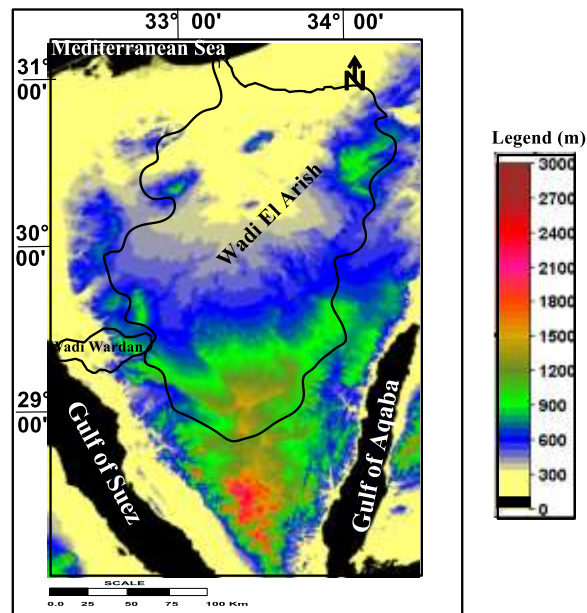 33° 34°
00' 00'
Mediterranean Sea
31°
00'
N
Legend (m)
3000
2700
2400
2100
1800
1500
1200
900
600
300
0
Wadi El Arish
30°
00'
Wadi Wardan
29°
00'
Gulf of Suez
Gulf of Aqaba
SCALE
0.0 25 50 75 100 Km